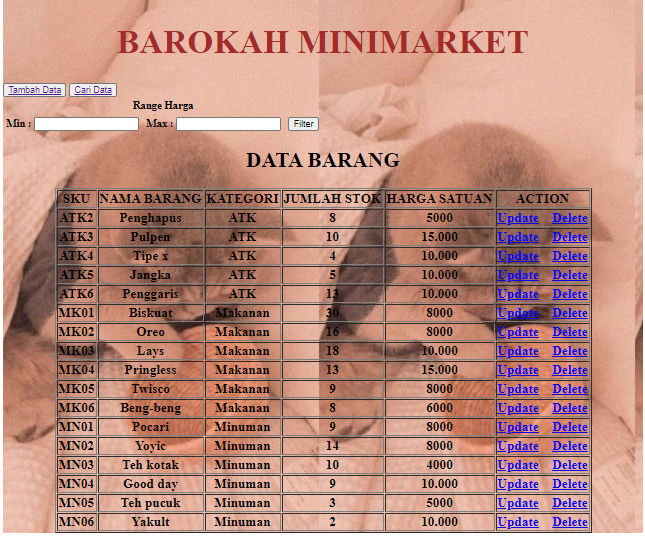 BAROKAH MINIMARKET
Tambah Data Cari Data
Range Harga
Min : Max : Filter
DATA BARANG
SKU NAMA BARANG KATEGORI JUMLAH STOK HARGA SATUAN ACTION
ATK2 Penghapus ATK 8 5000 Update Delete
ATK3 Pulpen ATK 10 15.000 Update Delete
ATK4 Tipe x ATK 4 10.000 Update Delete
ATK5 Jangka ATK 5 10.000 Update Delete
ATK6 Penggaris ATK 13 10.000 Update Delete
MK01 Biskuat Makanan 30 8000 Update Delete
MK02 Oreo Makanan 16 8000 Update Delete
MK03 Lays Makanan 18 10.000 Update Delete
MK04 Pringless Makanan 13 15.000 Update Delete
MK05 Twisco Makanan 9 8000 Update Delete
MK06 Beng-beng Makanan 8 6000 Update Delete
MN01 Pocari Minuman 9 8000 Update Delete
MN02 Yoyic Minuman 14 8000 Update Delete
MN03 Teh kotak Minuman 10 4000 Update Delete
MN04 Good day Minuman 9 10.000 Update Delete
MN05 Teh pucuk Minuman 3 5000 Update Delete
MN06 Yakult Minuman 2 10.000 Update Delete